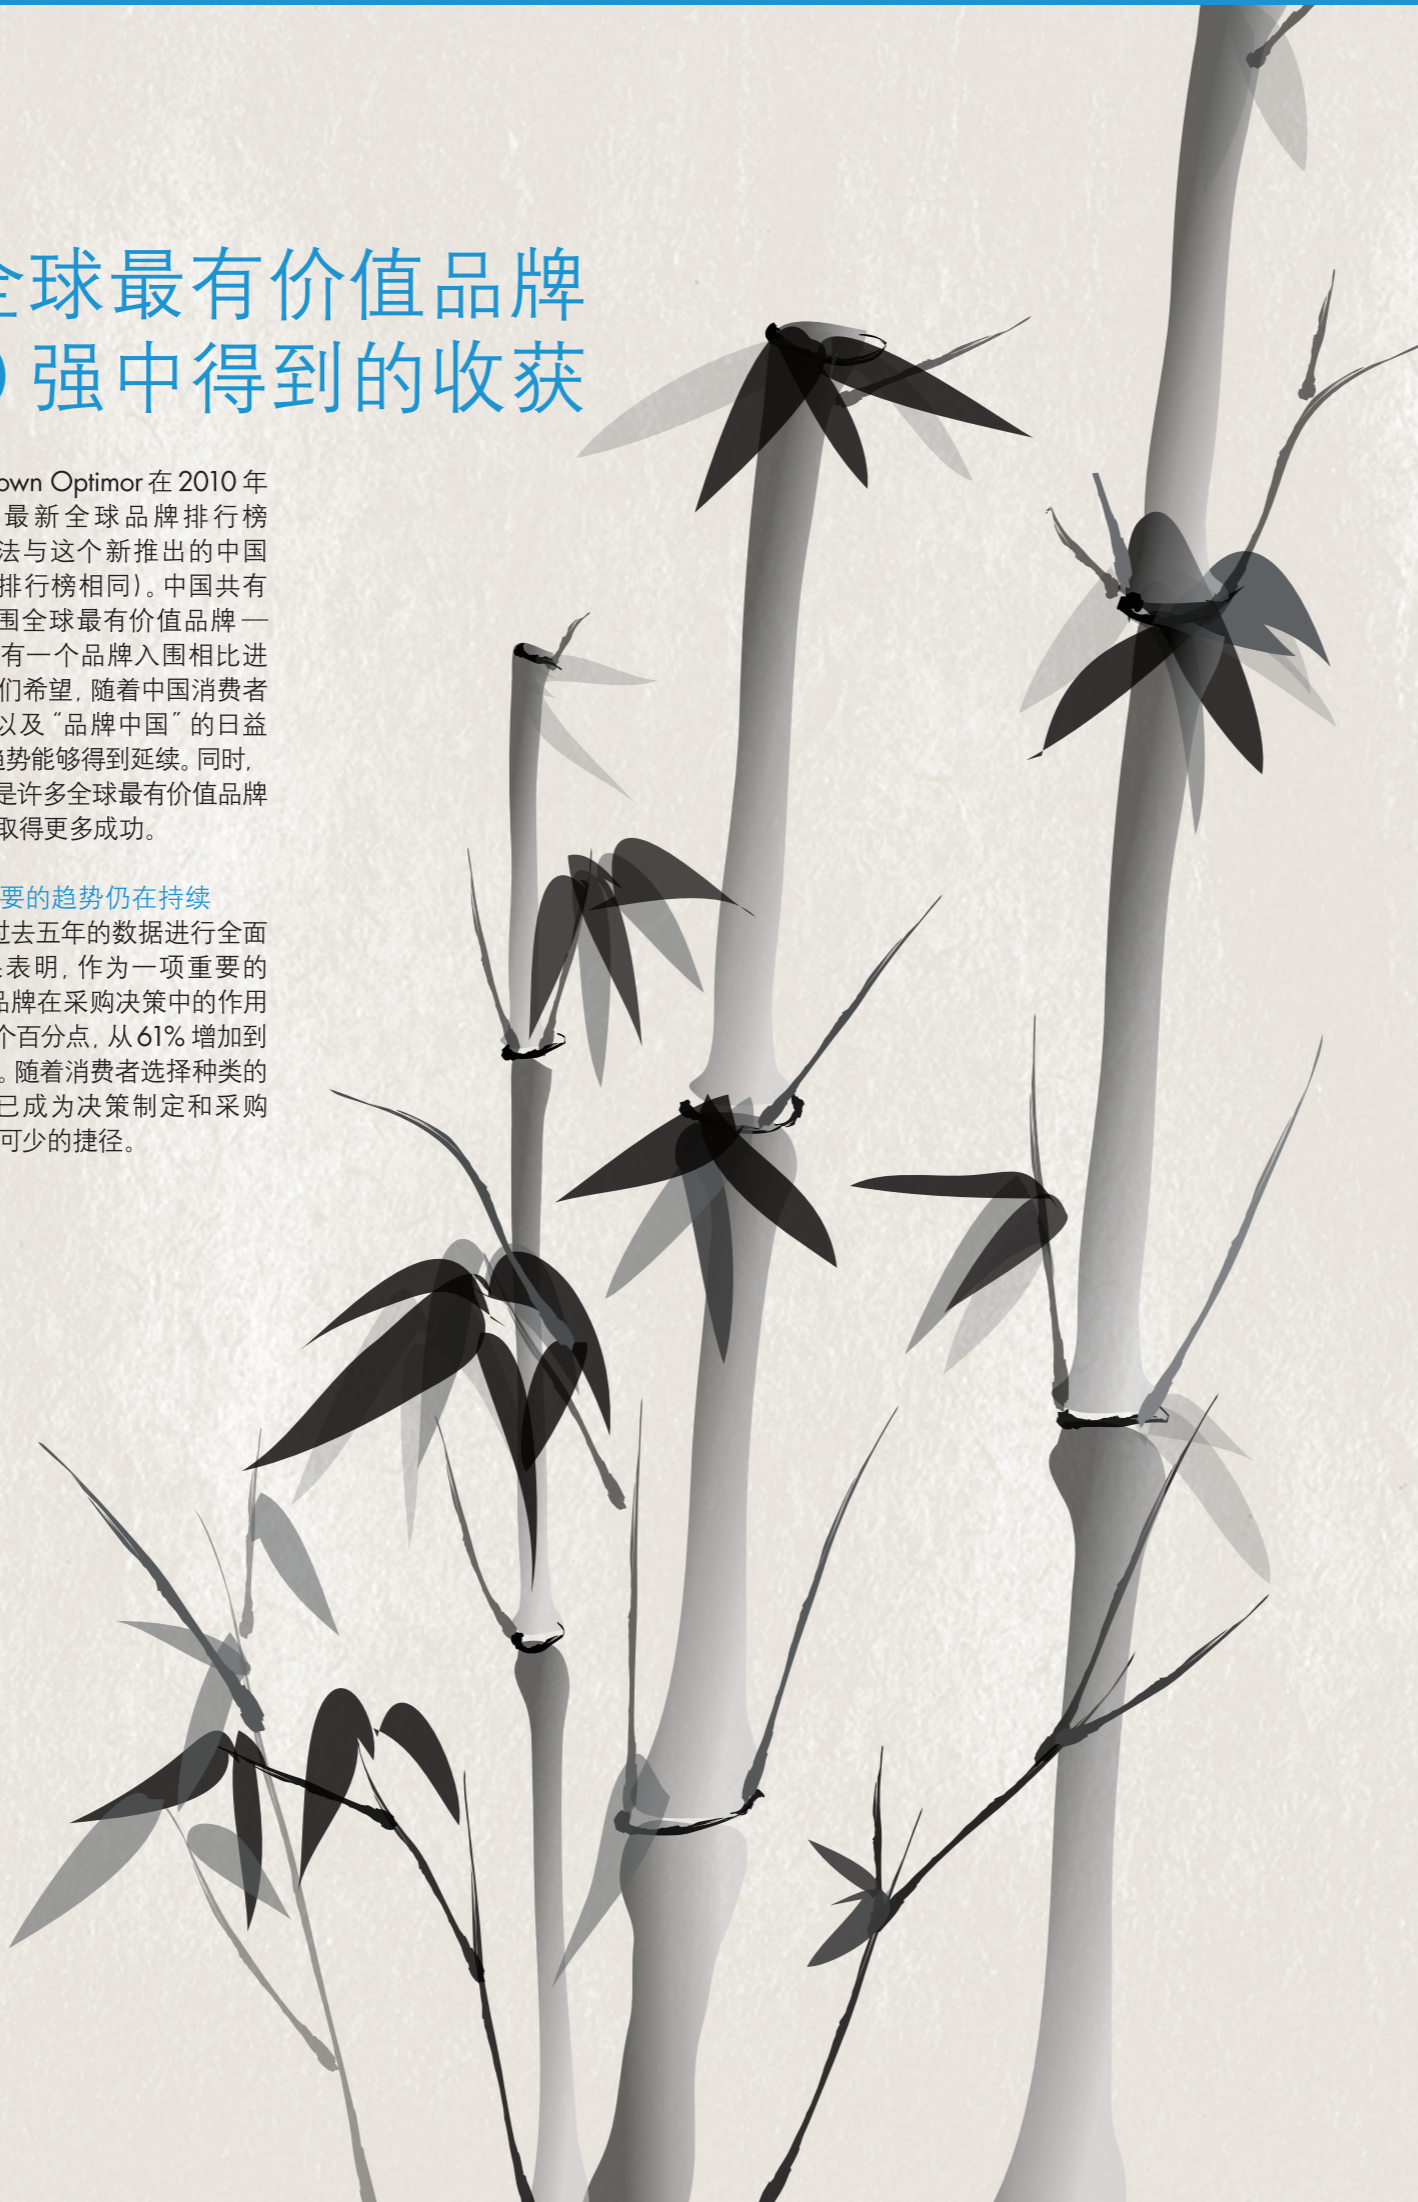 全球最有价值品牌
强中得到的收获
own Optimor 在 2010 年
最新全球品牌排行榜
法与这个新推出的中国
排行榜相同)。中国共有
围全球最有价值品牌 —
有一个品牌入围相比进
们希望, 随着中国消费者
以及 “品牌中国” 的日益
趋势能够得到延续。同时,
是许多全球最有价值品牌
取得更多成功。
要的趋势仍在持续
过去五年的数据进行全面
表明, 作为一项重要的
品牌在采购决策中的作用
个百分点, 从 61% 增加到
。随着消费者选择种类的
已成为决策制定和采购
可少的捷径。